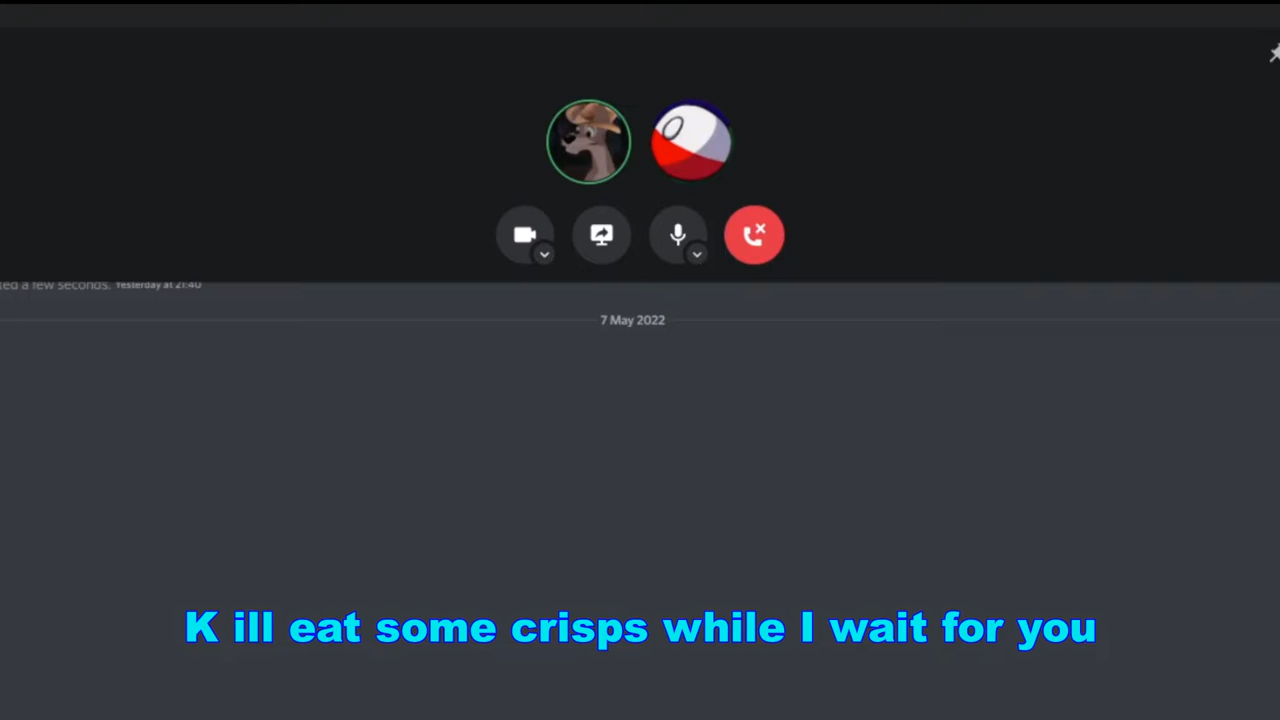 ted a few seconds. Yesterday at 21:40
7 May 2022
K ill eat some crisps while I wait for you